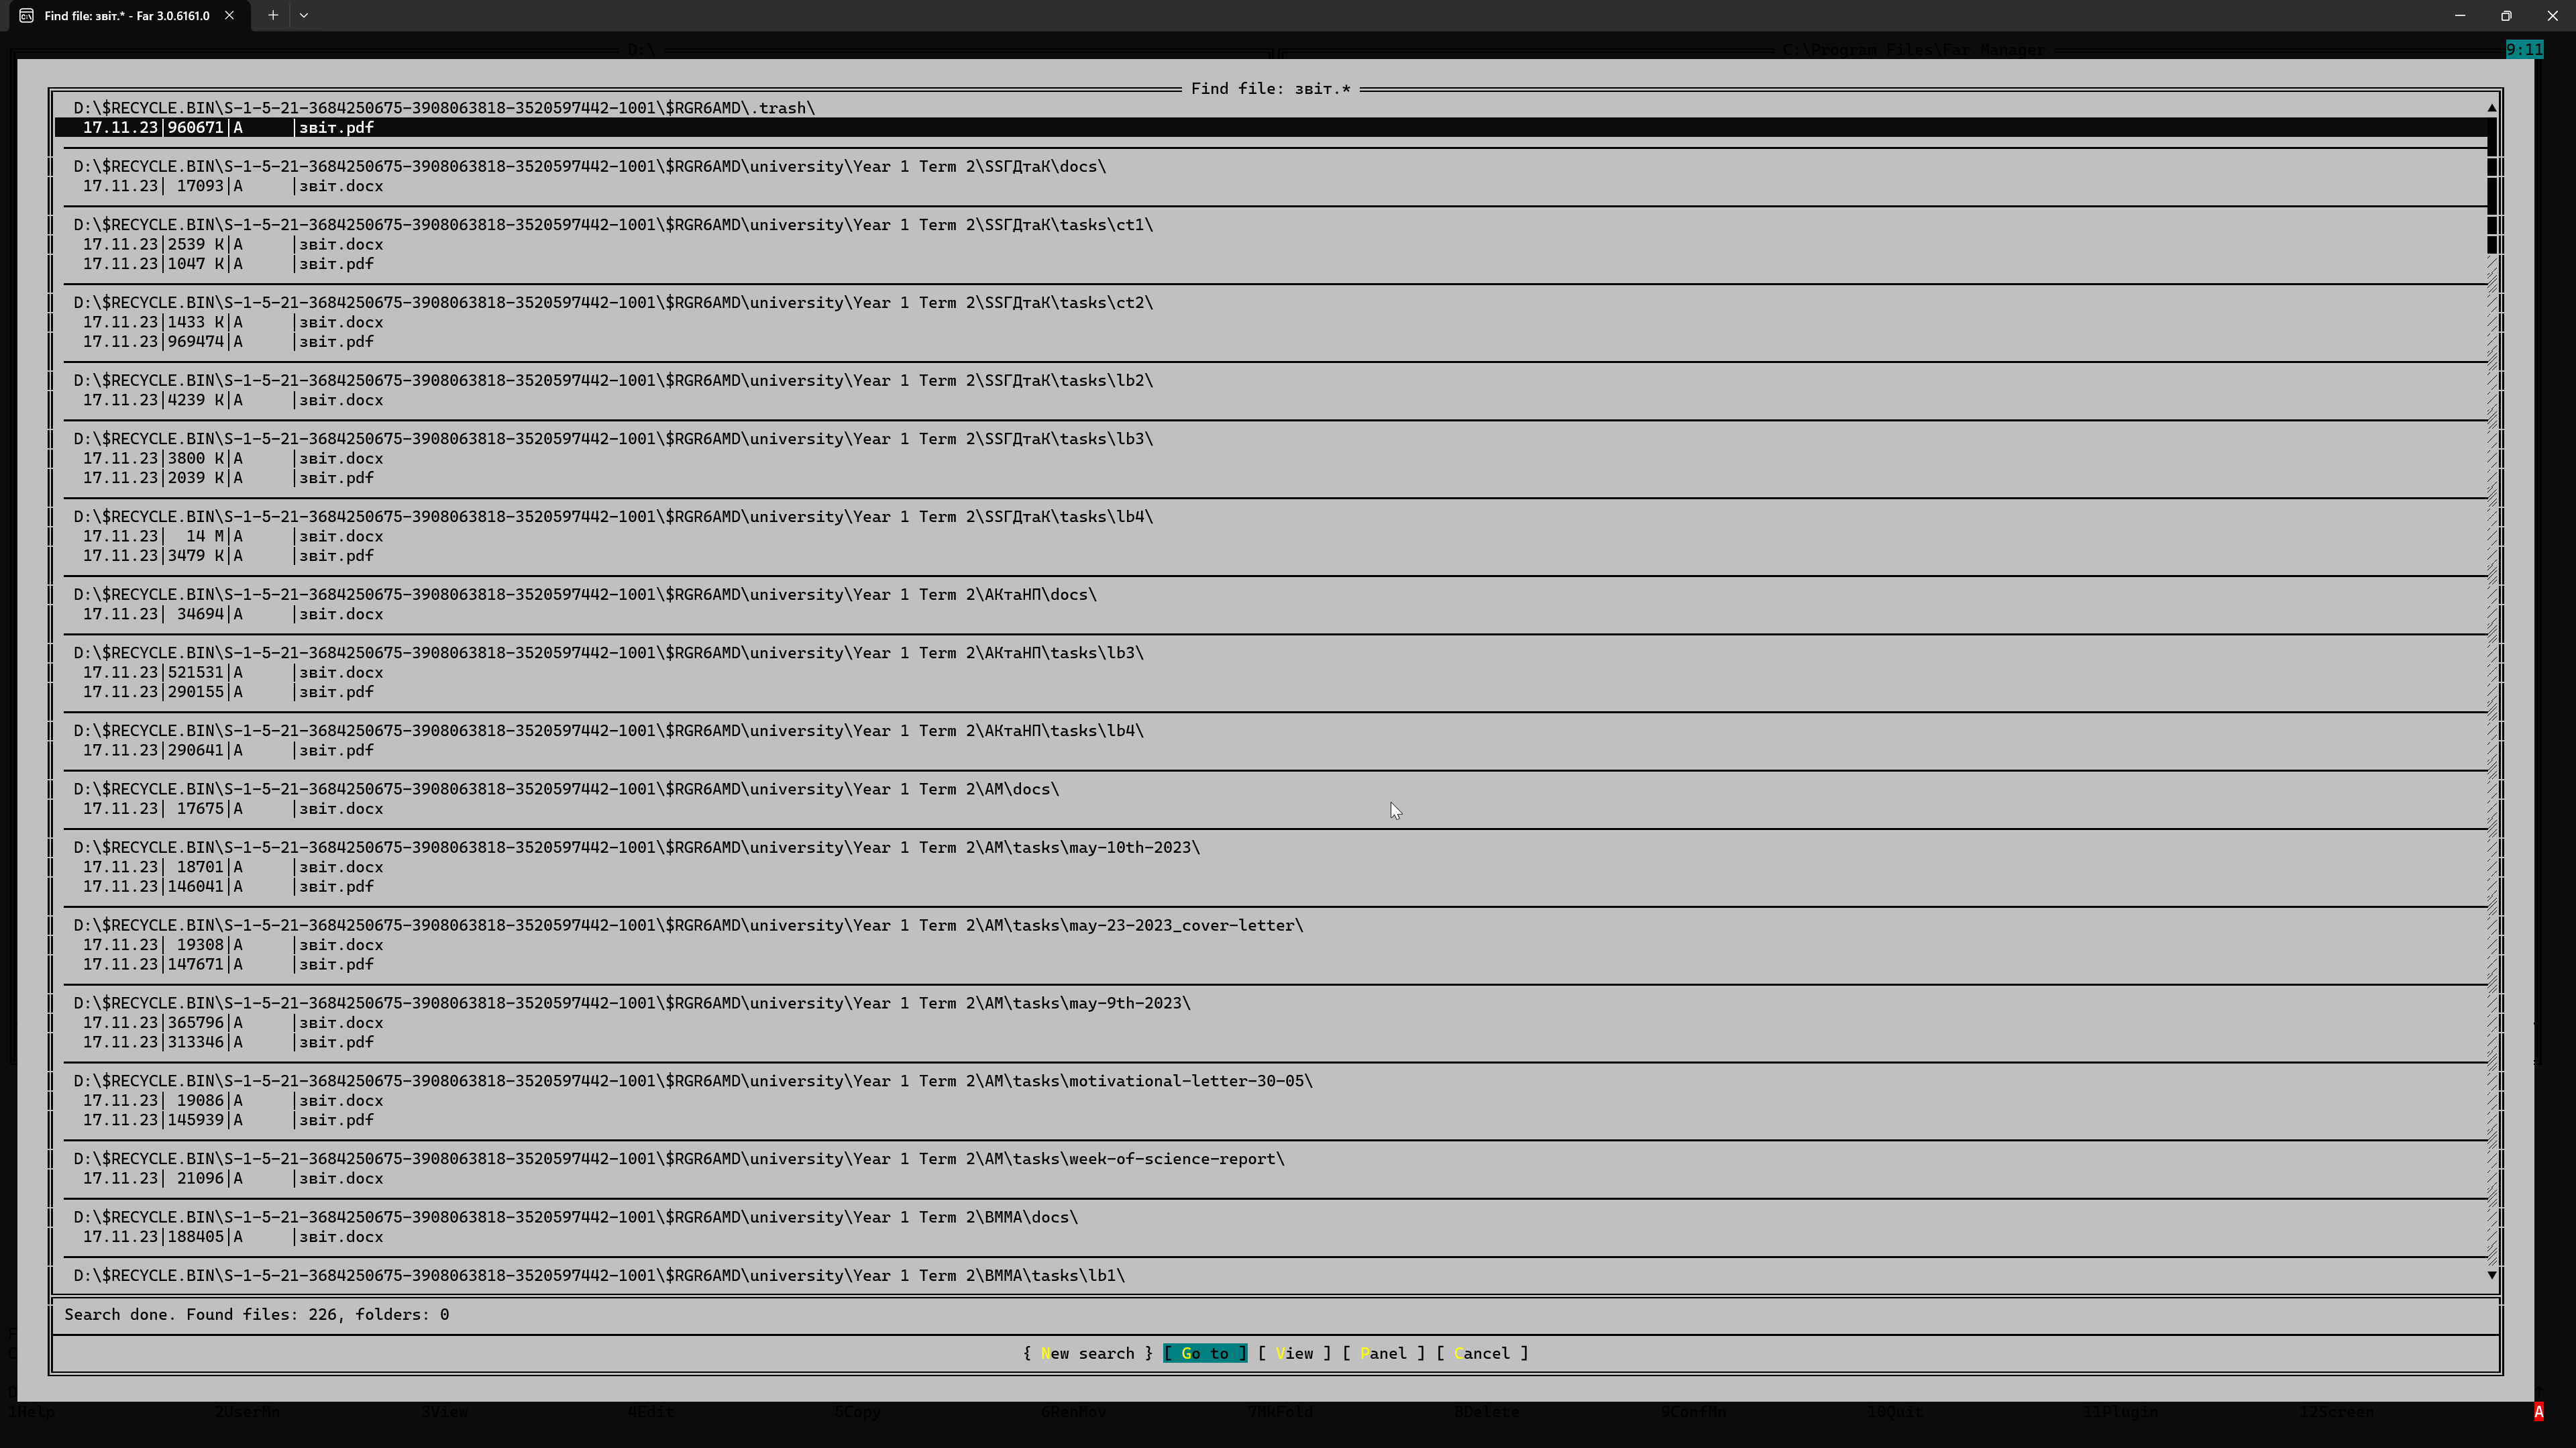 Find file: звіт.* - Far 3.0.6161.0
D:\ C:\Program Files\Far Manager 9:11
Find file: звіт.*
D:\$RECYCLE.BIN\S-1-5-21-3684250675-3908063818-3520597442-1001\$RGR6AMD\.trash\
17.11.23|960671|A |звіт.pdf
D:\$RECYCLE.BIN\S-1-5-21-3684250675-3908063818-3520597442-1001\$RGR6AMD\university\Year 1 Term 2\SSГДтаК\docs\
17.11.23| 17093|A |звіт.docx
D:\$RECYCLE.BIN\S-1-5-21-3684250675-3908063818-3520597442-1001\$RGR6AMD\university\Year 1 Term 2\SSГДтаК\tasks\ct1\
17.11.23|2539 K|A |звіт.docx
17.11.23|1047 K|A |звіт.pdf
D:\$RECYCLE.BIN\S-1-5-21-3684250675-3908063818-3520597442-1001\$RGR6AMD\university\Year 1 Term 2\SSГДтаК\tasks\ct2\
17.11.23|1433 K|A |звіт.docx
17.11.23|969474|A |звіт.pdf
D:\$RECYCLE.BIN\S-1-5-21-3684250675-3908063818-3520597442-1001\$RGR6AMD\university\Year 1 Term 2\SSГДтаК\tasks\lb2\
17.11.23|4239 K|A |звіт.docx
D:\$RECYCLE.BIN\S-1-5-21-3684250675-3908063818-3520597442-1001\$RGR6AMD\university\Year 1 Term 2\SSГДтаК\tasks\lb3\
17.11.23|3800 K|A |звіт.docx
17.11.23|2039 K|A |звіт.pdf
D:\$RECYCLE.BIN\S-1-5-21-3684250675-3908063818-3520597442-1001\$RGR6AMD\university\Year 1 Term 2\SSГДтаК\tasks\lb4\
17.11.23| 14 M|A |звіт.docx
17.11.23|3479 K|A |звіт.pdf
D:\$RECYCLE.BIN\S-1-5-21-3684250675-3908063818-3520597442-1001\$RGR6AMD\university\Year 1 Term 2\АКтаНП\docs\
17.11.23| 34694|A |звіт.docx
D:\$RECYCLE.BIN\S-1-5-21-3684250675-3908063818-3520597442-1001\$RGR6AMD\university\Year 1 Term 2\АКтаНП\tasks\lb3\
17.11.23|521531|A |звіт.docx
17.11.23|290155|A |звіт.pdf
D:\$RECYCLE.BIN\S-1-5-21-3684250675-3908063818-3520597442-1001\$RGR6AMD\university\Year 1 Term 2\АКтаНП\tasks\lb4\
17.11.23|290641|A |звіт.pdf
D:\$RECYCLE.BIN\S-1-5-21-3684250675-3908063818-3520597442-1001\$RGR6AMD\university\Year 1 Term 2\АМ\docs\
17.11.23| 17675|A |звіт.docx
D:\$RECYCLE.BIN\S-1-5-21-3684250675-3908063818-3520597442-1001\$RGR6AMD\university\Year 1 Term 2\АМ\tasks\may-10th-2023\
17.11.23| 18701|A |звіт.docx
17.11.23|146041|A |звіт.pdf
D:\$RECYCLE.BIN\S-1-5-21-3684250675-3908063818-3520597442-1001\$RGR6AMD\university\Year 1 Term 2\АМ\tasks\may-23-2023_cover-letter\
17.11.23| 19308|A |звіт.docx
17.11.23|147671|A |звіт.pdf
D:\$RECYCLE.BIN\S-1-5-21-3684250675-3908063818-3520597442-1001\$RGR6AMD\university\Year 1 Term 2\АМ\tasks\may-9th-2023\
17.11.23|365796|A |звіт.docx
17.11.23|313346|A |звіт.pdf
D:\$RECYCLE.BIN\S-1-5-21-3684250675-3908063818-3520597442-1001\$RGR6AMD\university\Year 1 Term 2\АМ\tasks\motivational-letter-30-05\
17.11.23| 19086|A |звіт.docx
17.11.23|145939|A |звіт.pdf
D:\$RECYCLE.BIN\S-1-5-21-3684250675-3908063818-3520597442-1001\$RGR6AMD\university\Year 1 Term 2\АМ\tasks\week-of-science-report\
17.11.23| 21096|A |звіт.docx
D:\$RECYCLE.BIN\S-1-5-21-3684250675-3908063818-3520597442-1001\$RGR6AMD\university\Year 1 Term 2\ВММА\docs\
17.11.23|188405|A |звіт.docx
D:\$RECYCLE.BIN\S-1-5-21-3684250675-3908063818-3520597442-1001\$RGR6AMD\university\Year 1 Term 2\ВММА\tasks\lb1\
Search done. Found files: 226, folders: 0
{ New search } [ Go to ] [ View ] [ Panel ] [ Cancel ]
1Help 2UserMn 3View 4Edit 5Copy 6RenMov 7MkFold 8Delete 9ConfMn 10Quit 11Plugin 12Screen A